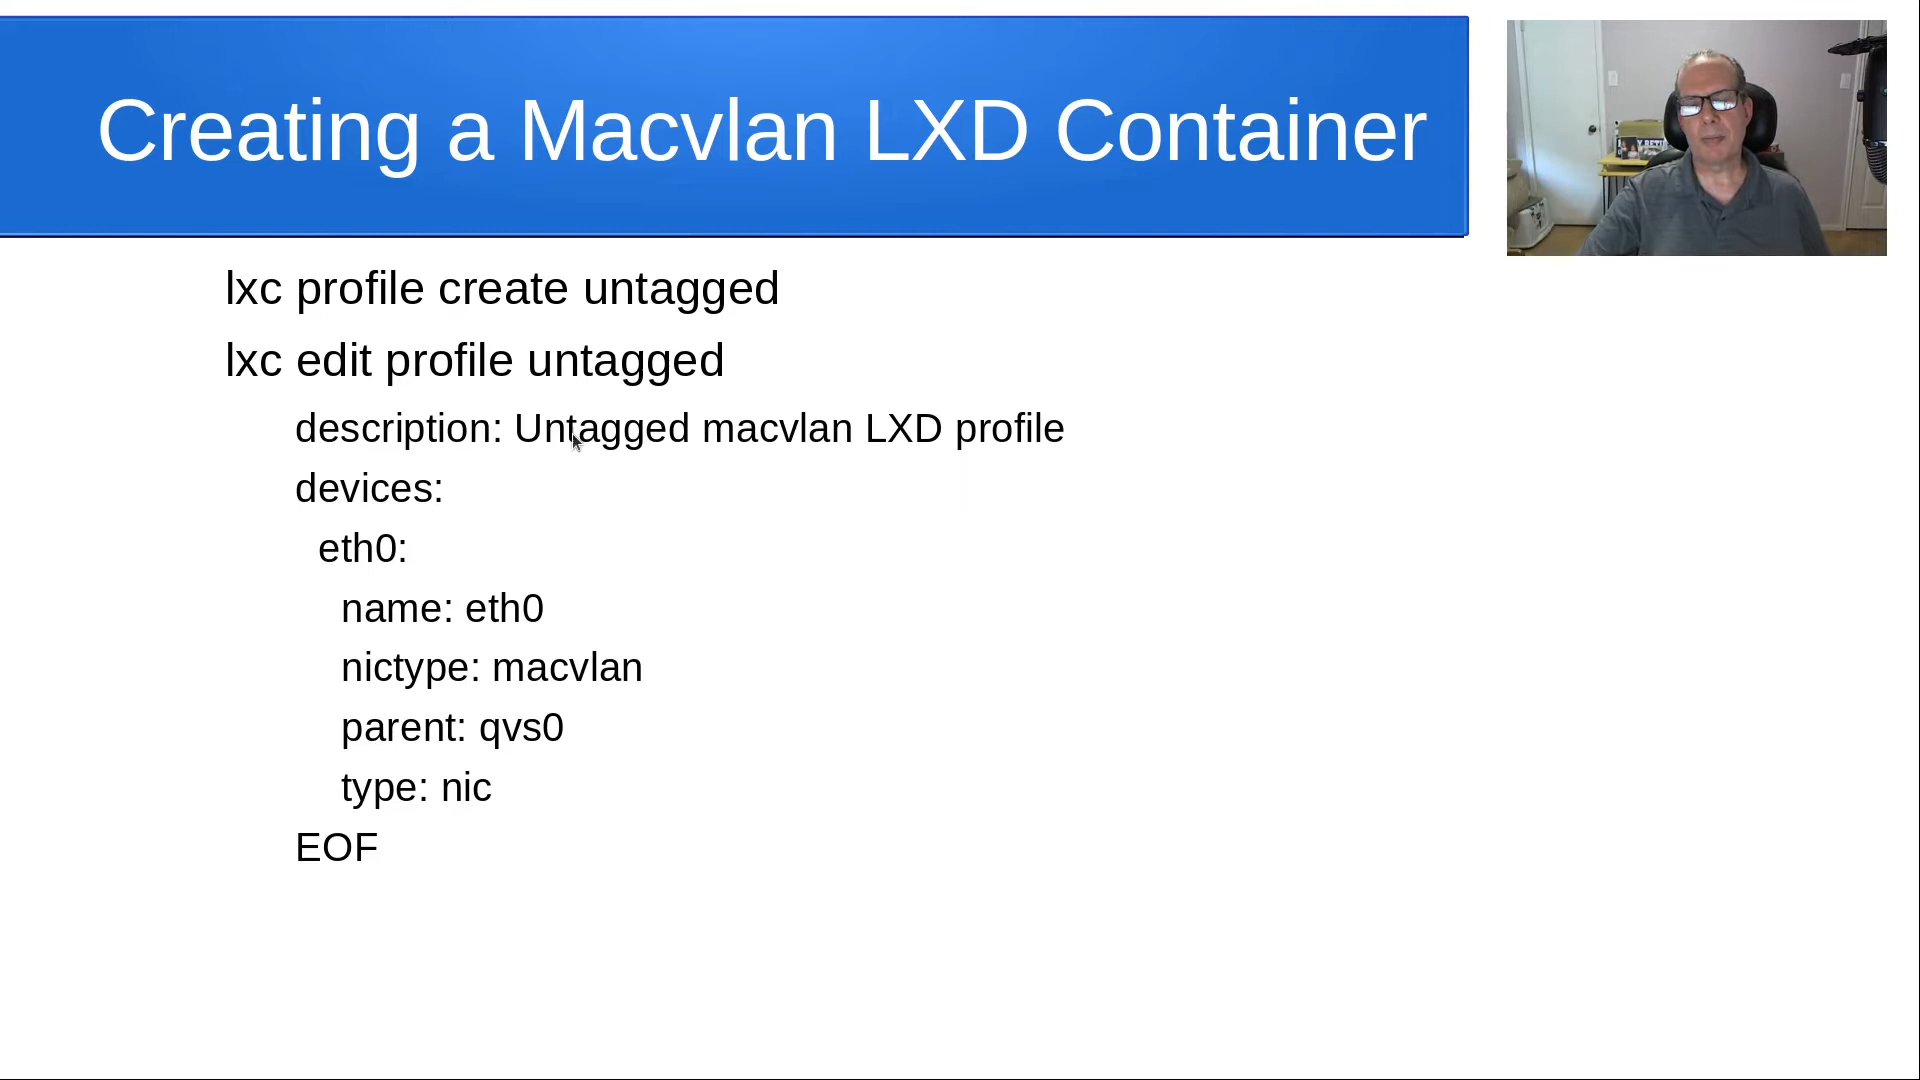 Creating a Macvlan LXD Container
lxc profile create untagged
lxc edit profile untagged
description: Untagged macvlan LXD profile
devices:
eth0:
name: eth0
nictype: macvlan
parent: qvs0
type: nic
EOF